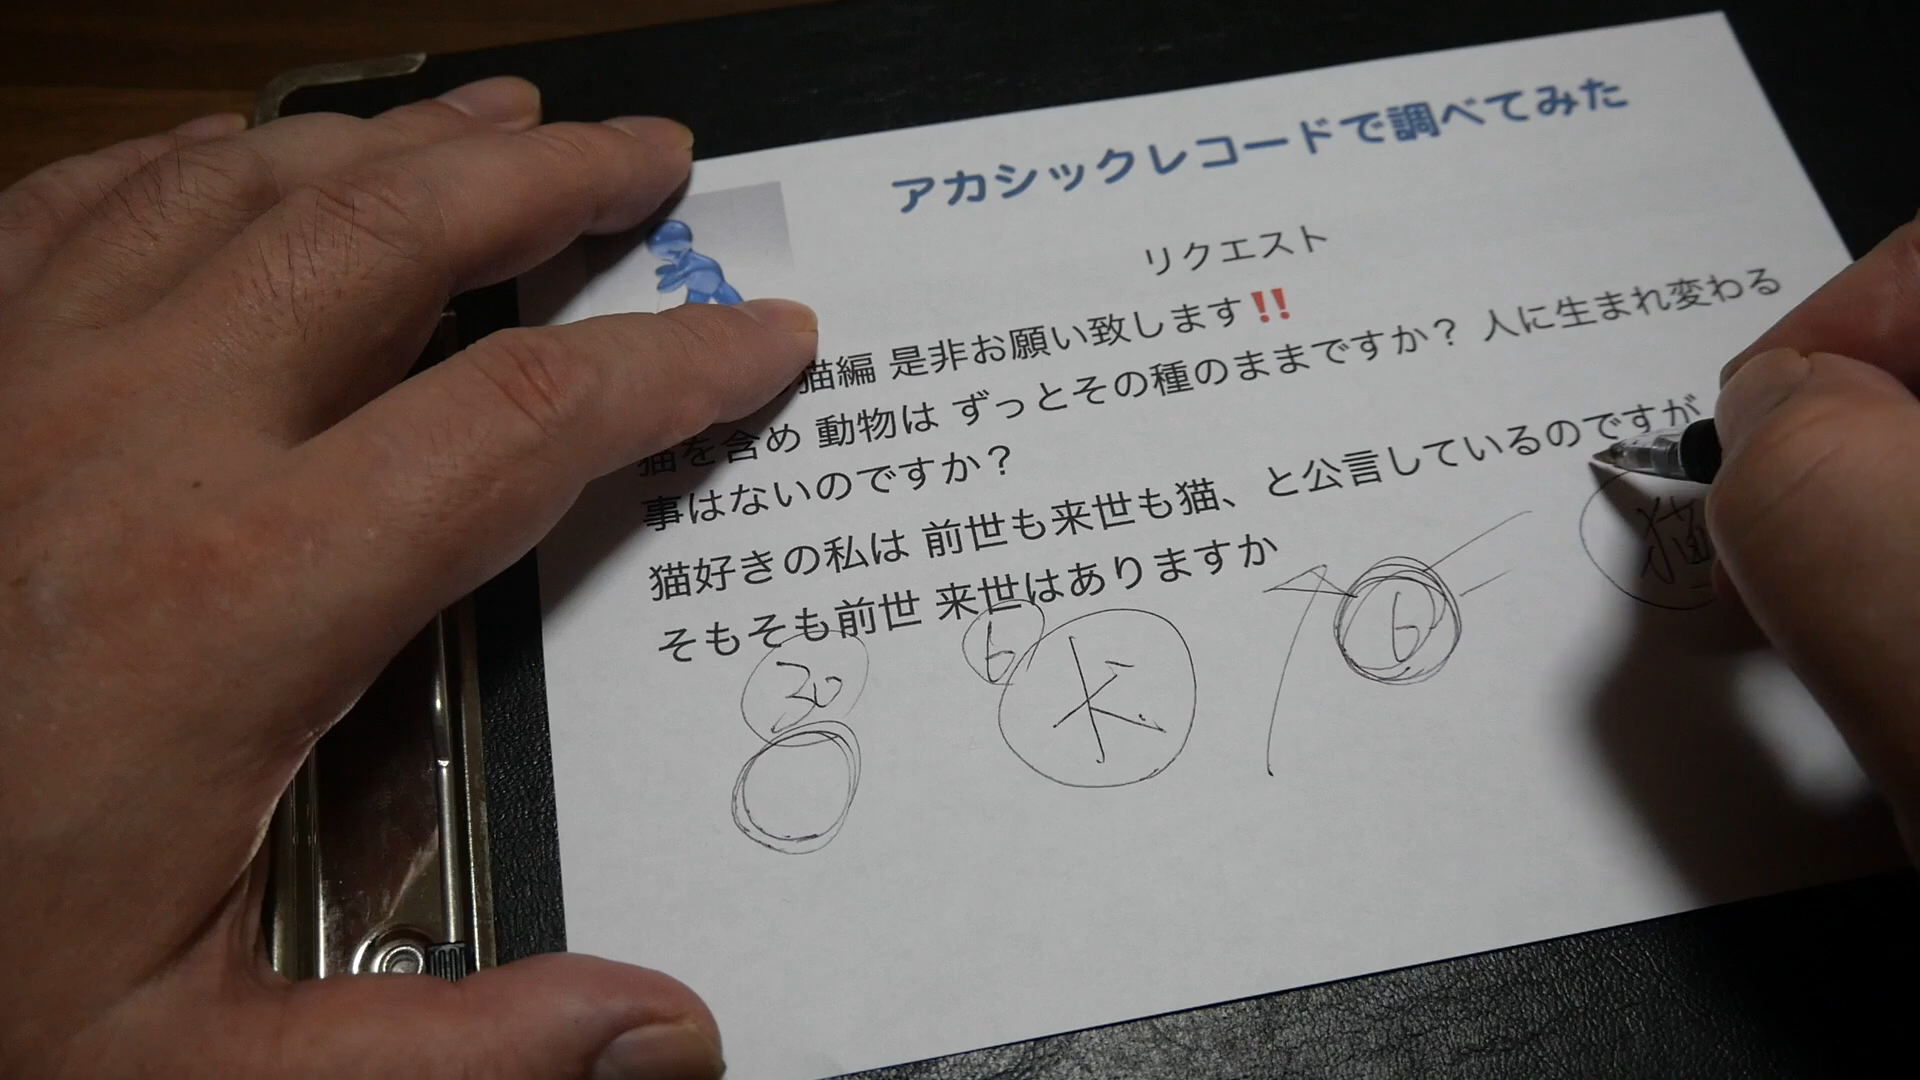 アカシックレコードで調べてみた
リクエスト
猫編 是非お願い致します‼️
猫を含め 動物は ずっとその種のままですか？ 人に生まれ変わる
事はないのですか？
猫好きの私は 前世も来世も猫、と公言しているのですが
そもそも前世 来世はありますか
猫
6
6
30
犬